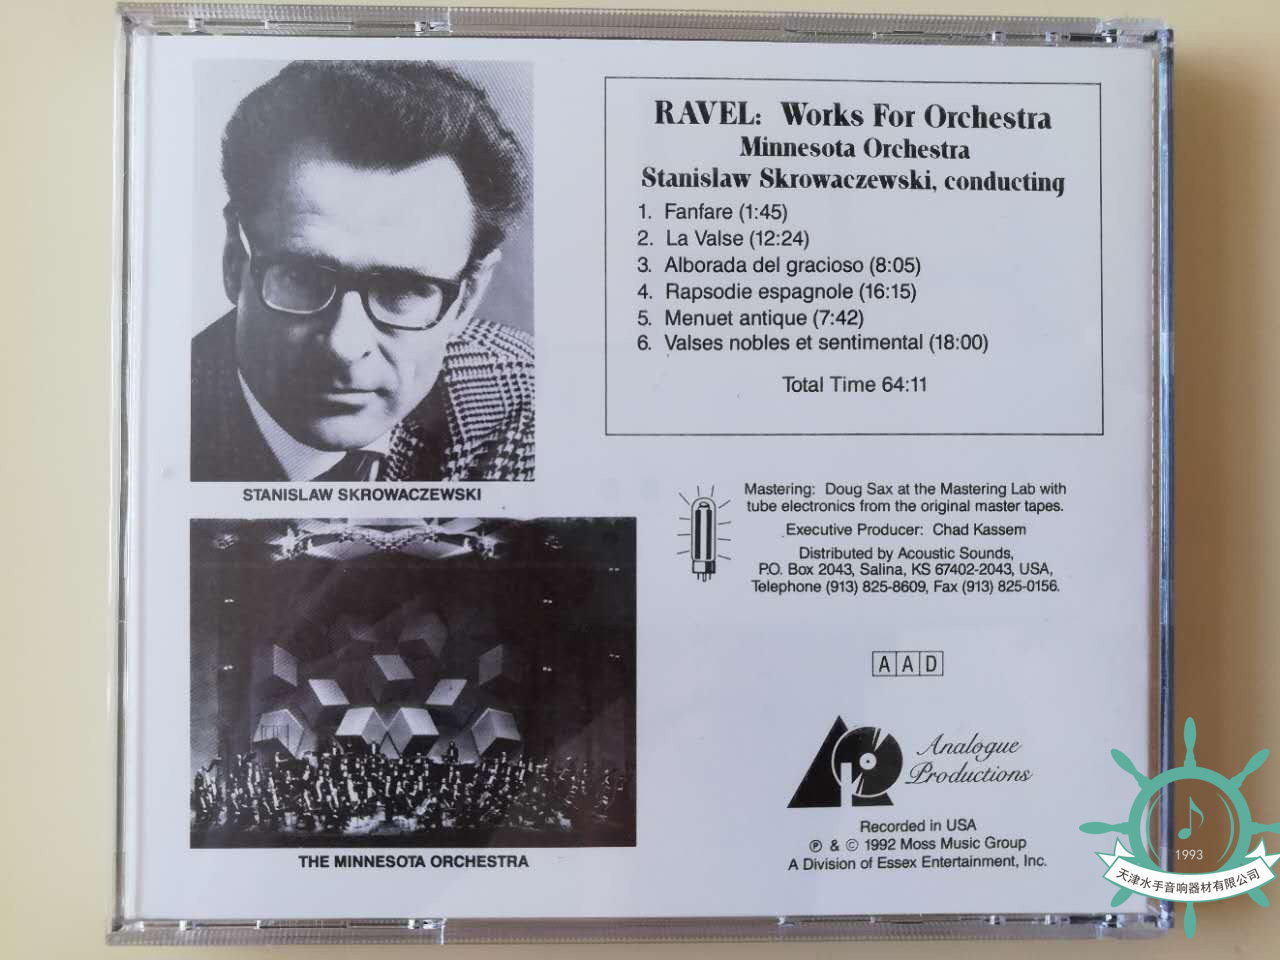 RAVEL: Works For Orchestra
Minnesota Orchestra
Stanislaw Skrowaczewski, conducting
1. Fanfare (1:45)
2. La Valse (12:24)
3. Alborada del gracioso (8:05)
4. Rapsodie espagnole (16:15)
5. Menuet antique (7:42)
6. Valses nobles et sentimental (18:00)
Total Time 64:11
STANISLAW SKROWACZEWSKI
Mastering: Doug Sax at the Mastering Lab with
tube electronics from the original master tapes.
Executive Producer: Chad Kassem
Distributed by Acoustic Sounds,
P.O. Box 2043, Salina, KS 67402-2043, USA,
Telephone (913) 825-8609, Fax (913) 825-0156.
A A D
Analogue
Productions
Recorded in USA
℗ & © 1992 Moss Music Group
A Division of Essex Entertainment, Inc.
THE MINNESOTA ORCHESTRA
1993
天津水手音响器材有限公司